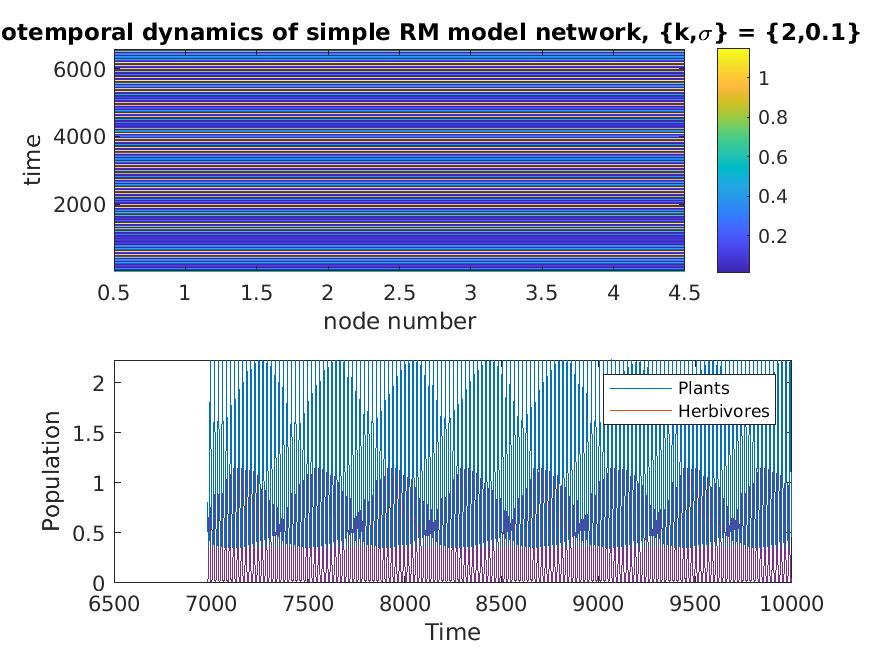 otemporal dynamics of simple RM model network, {k,σ} = {2,0.1}
6000
4000
2000
time
0.5 1 1.5 2 2.5 3 3.5 4 4.5
node number
1
0.8
0.6
0.4
0.2
2
1.5
1
0.5
0
Population
Plants
Herbivores
6500 7000 7500 8000 8500 9000 9500 10000
Time